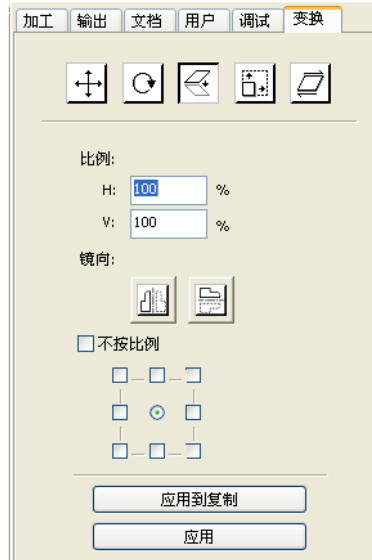 加工 输出 文档 用户 调试 变换
比例:
H: 100 %
V: 100 %
镜向:
不按比例
应用到复制
应用